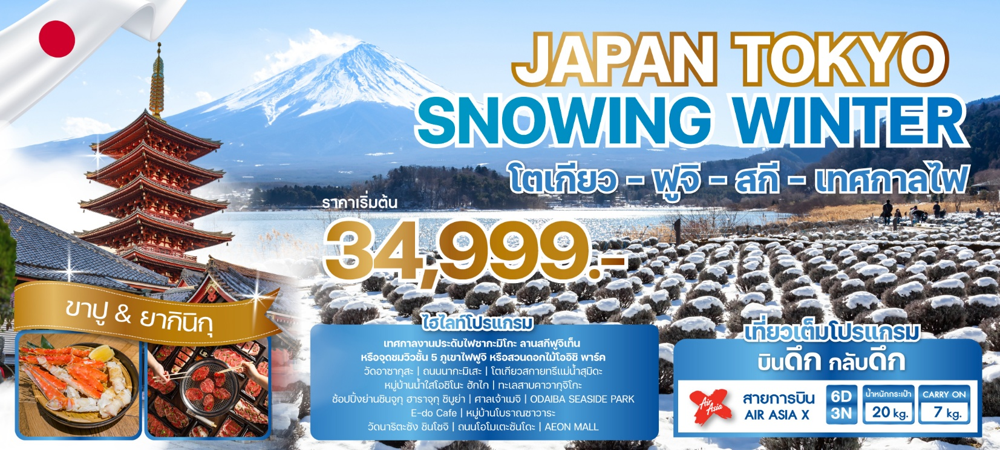 JAPAN TOKYO
SNOWING WINTER
โตเกียว - ฟูจิ - สกี - เทศกาลไฟ
ราคาเริ่มต้น
34,999.-
ขาปู & ยากินิกุ
ไฮไลท์โปรแกรม
เทศกาลงานประดับไฟซากะมิโกะ ลานสกีฟูจิเท็น
หรือจุดชมวิวชั้น 5 ภูเขาไฟฟูจิ หรือสวนดอกไม้โออิชิ พาร์ค
วัดอาซากุสะ | ถนนนากะมิเสะ | โตเกียวสกายทรีแม่น้ำสุมิดะ
หมู่บ้านน้ำใสโอชิโนะ ฮักไก | ทะเลสาบคาวากุจิโกะ
ช้อปปิ้งย่านชินจูกุ ฮาราจุกุ ชิบูย่า | ศาลเจ้าเมจิ | ODAIBA SEASIDE PARK
E-do Cafe | หมู่บ้านโบราณซาวาระ
วัดนาริตะซัง ชินโชจิ | ถนนโอโมเตะซันโดะ | AEON MALL
เที่ยวเต็มโปรแกรม
บินดึก กลับดึก
Air Asia
สายการบิน
AIR ASIA X
6D
3N
น้ำหนักกระเป๋า
20 kg.
CARRY ON
7 kg.